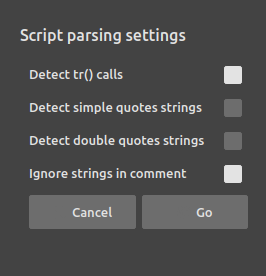 Script parsing settings
Detect tr() calls
Detect simple quotes strings
Detect double quotes strings
Ignore strings in comment
Cancel Go